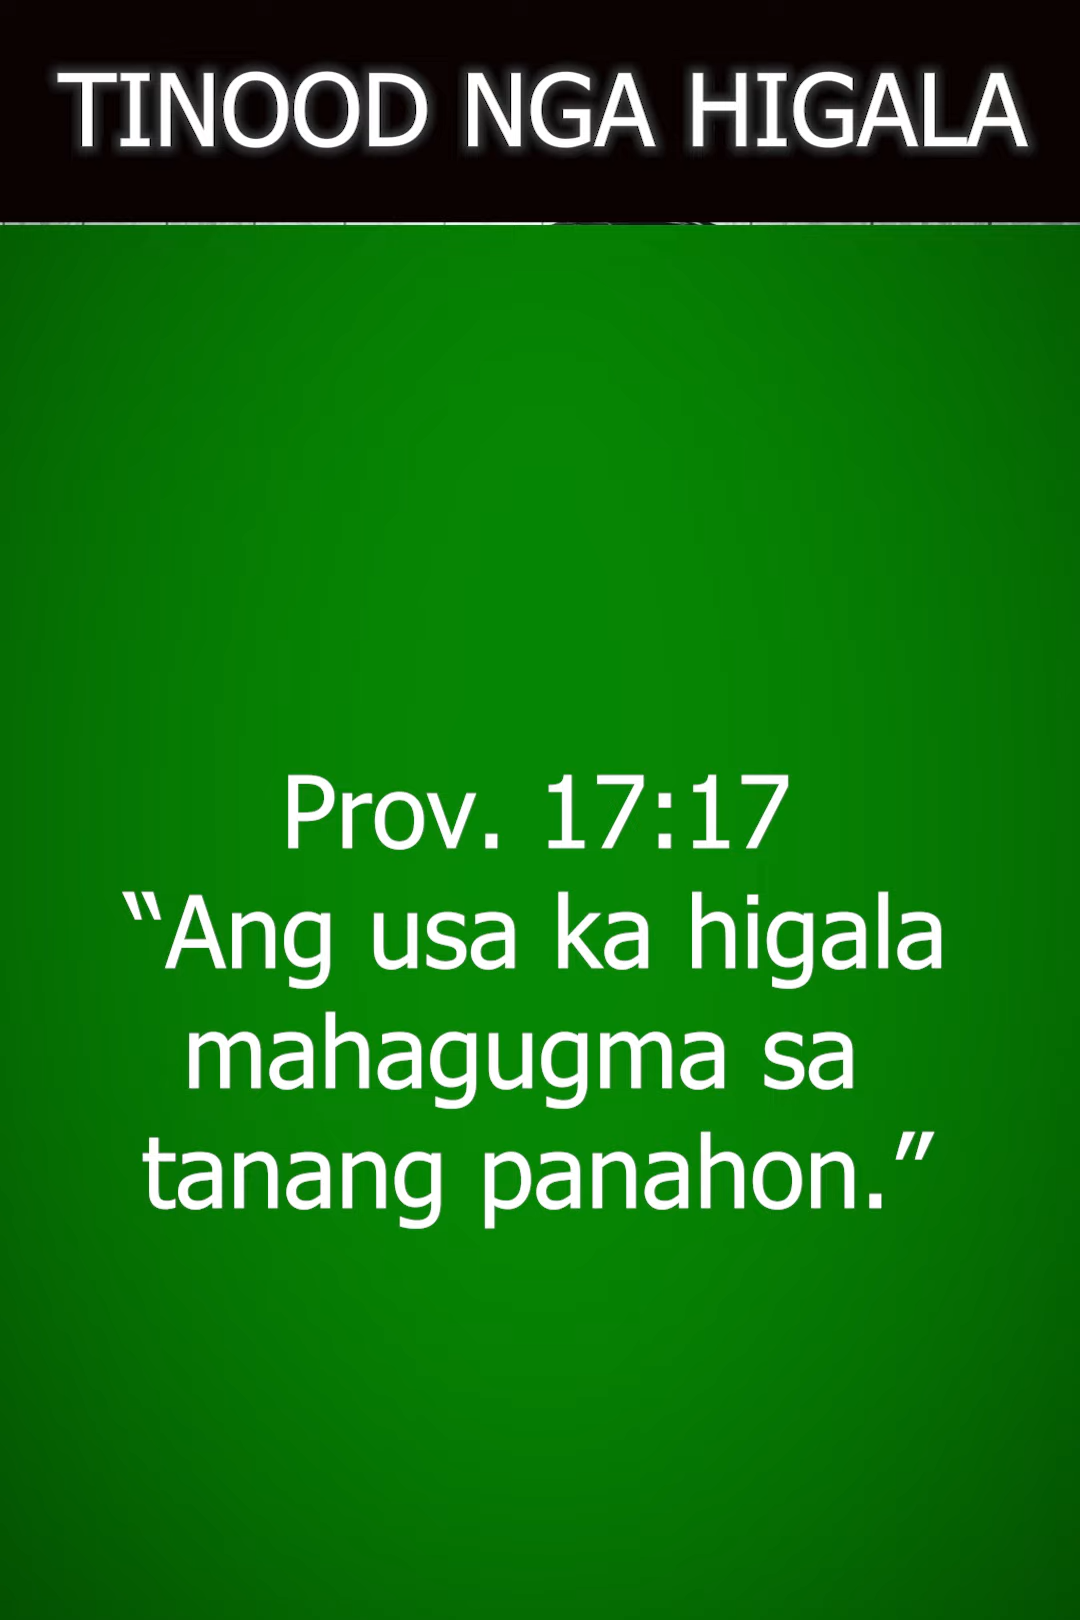 TINOOD NGA HIGALA
Prov. 17:17
“Ang usa ka higala
mahagugma sa
tanang panahon.”